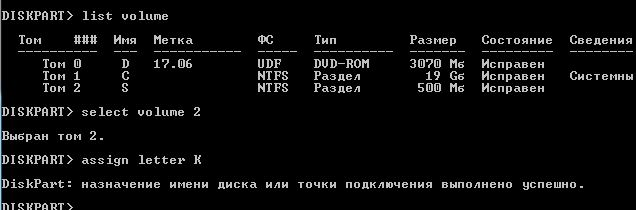 DISKPART> list volume
Том ### Имя Метка ФС Тип Размер Состояние Сведения
---------- --- ----------- ----- ---------- ------- --------- --------
Том 0 D 17.06 UDF DVD-ROM 3070 Мб Исправен
Том 1 C NTFS Раздел 19 Gб Исправен Системны
Том 2 S NTFS Раздел 500 Мб Исправен
DISKPART> select volume 2
Выбран том 2.
DISKPART> assign letter K
DiskPart: назначение имени диска или точки подключения выполнено успешно.
DISKPART>